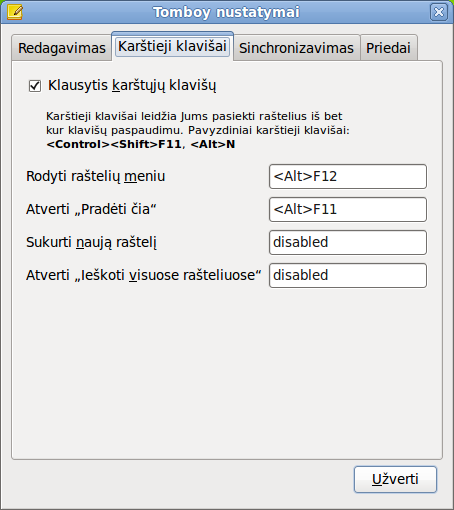 Tomboy nustatymai
Redagavimas
Karštieji klavišai
Sinchronizavimas
Priedai
Klausytis karštųjų klavišų
Karštieji klavišai leidžia Jums pasiekti raštelius iš bet
kur klavišų paspaudimu. Pavyzdiniai karštieji klavišai:
<Control><Shift>F11, <Alt>N
Rodyti raštelių meniu
<Alt>F12
Atverti „Pradėti čia“
<Alt>F11
Sukurti naują raštelį
disabled
Atverti „Ieškoti visuose rašteliuose“
disabled
Užverti